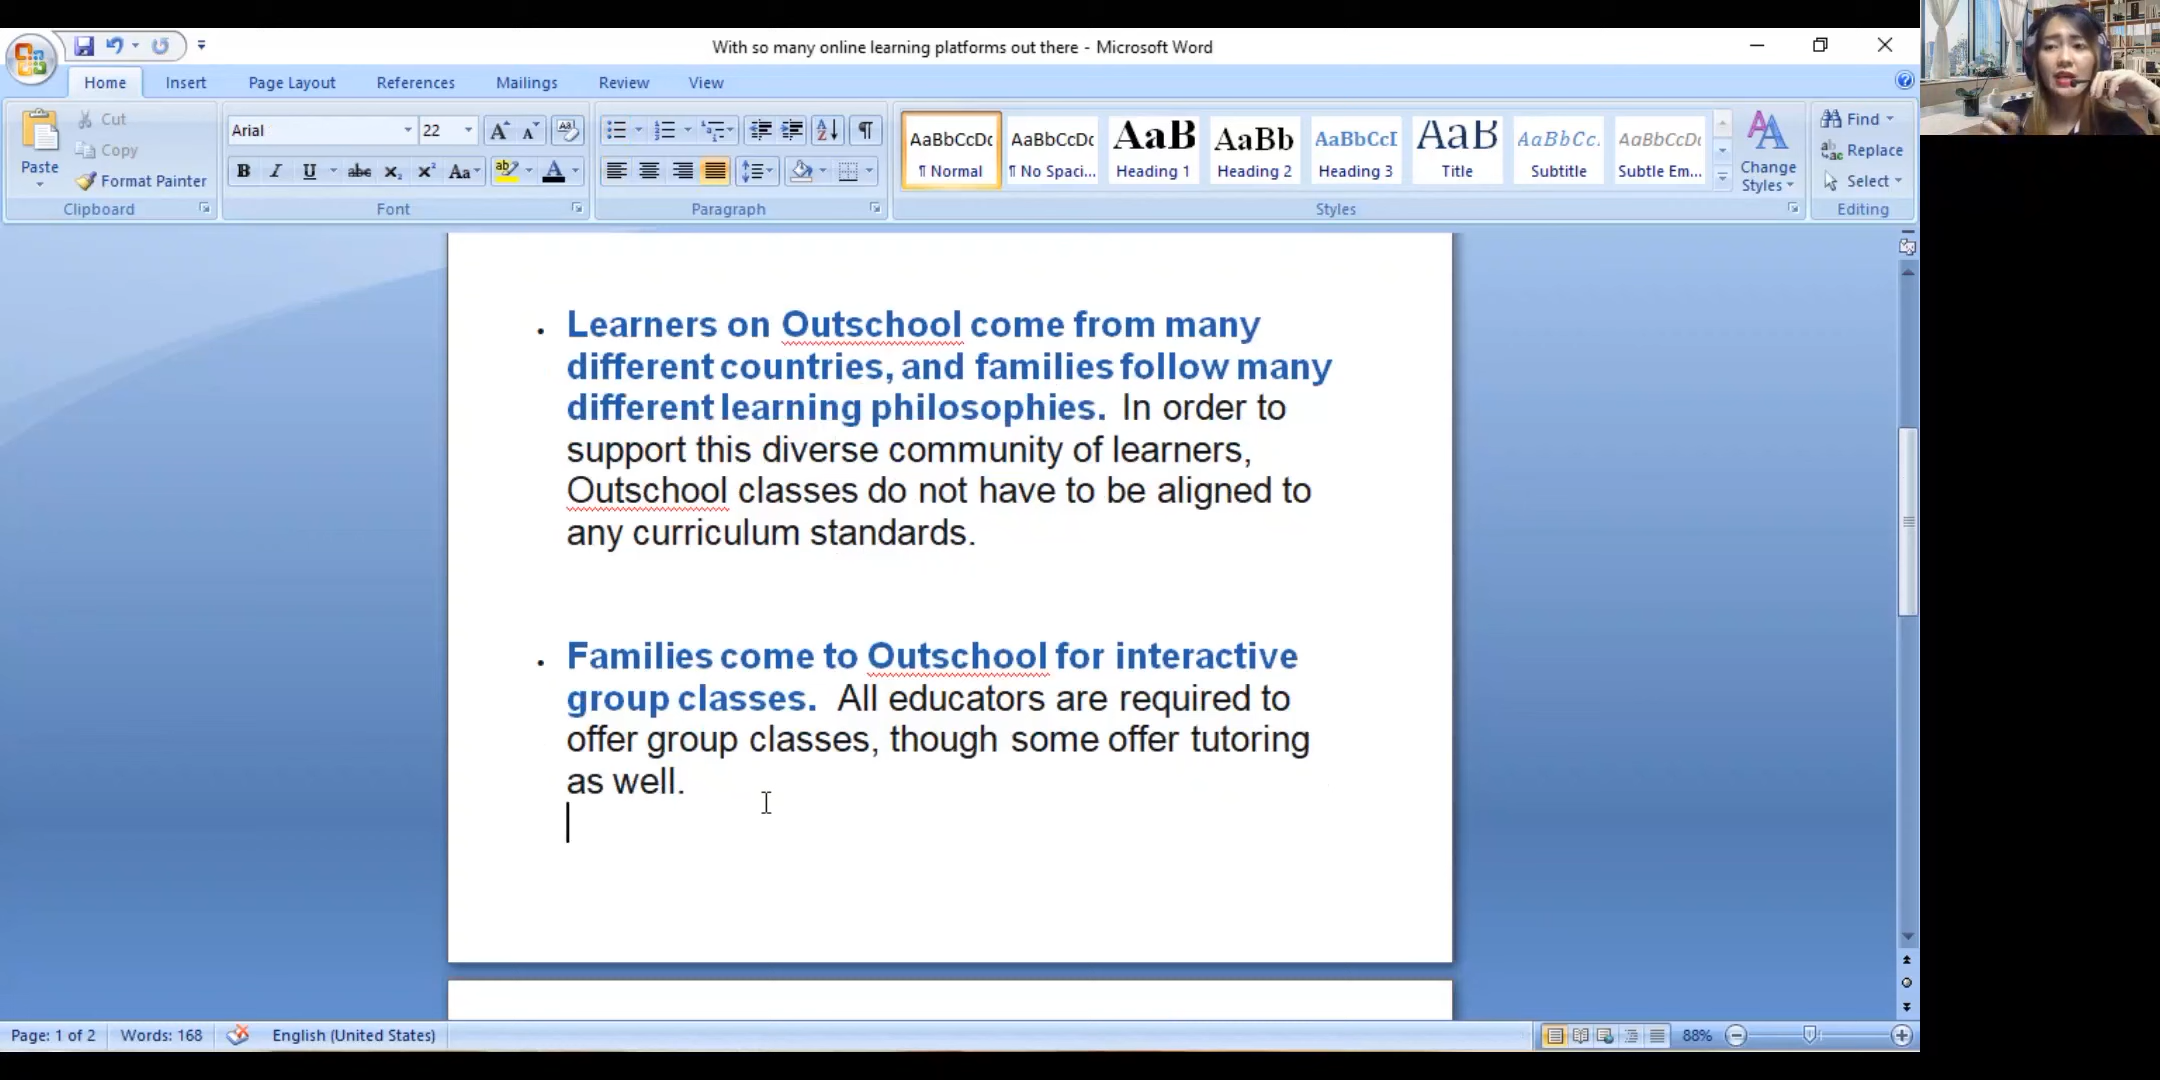 With so many online learning platforms out there - Microsoft Word
Home Insert Page Layout References Mailings Review View
Paste
Cut
Copy
Format Painter
Clipboard
Arial 22
Font
Paragraph
AaBbCcDc AaBbCcDc AaB AaBb AaBbCcI AaB AaBbCc. AaBbCcDc
¶ Normal ¶ No Spaci... Heading 1 Heading 2 Heading 3 Title Subtitle Subtle Em...
Change
Styles
Styles
Find
Replace
Select
Editing
• Learners on Outschool come from many
different countries, and families follow many
different learning philosophies. In order to
support this diverse community of learners,
Outschool classes do not have to be aligned to
any curriculum standards.
• Families come to Outschool for interactive
group classes. All educators are required to
offer group classes, though some offer tutoring
as well.
Page: 1 of 2 Words: 168 English (United States) 88%